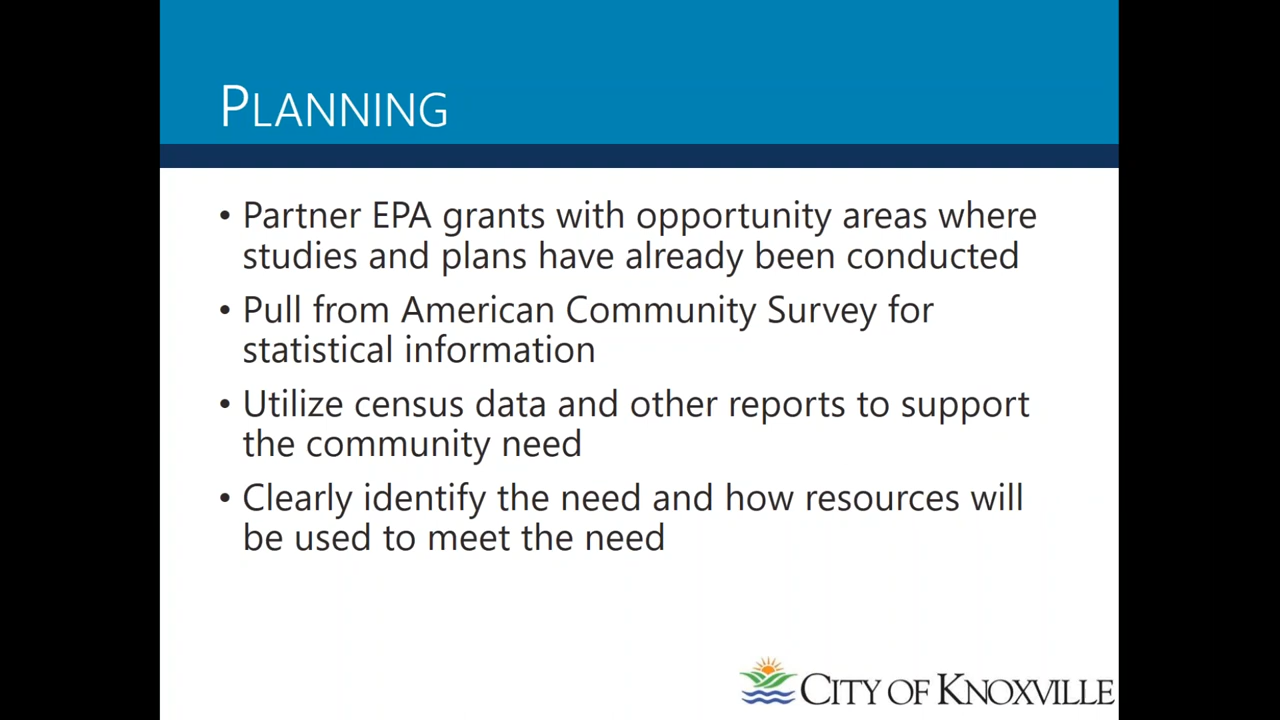 PLANNING
• Partner EPA grants with opportunity areas where
studies and plans have already been conducted
• Pull from American Community Survey for
statistical information
• Utilize census data and other reports to support
the community need
• Clearly identify the need and how resources will
be used to meet the need
CITY OF KNOXVILLE